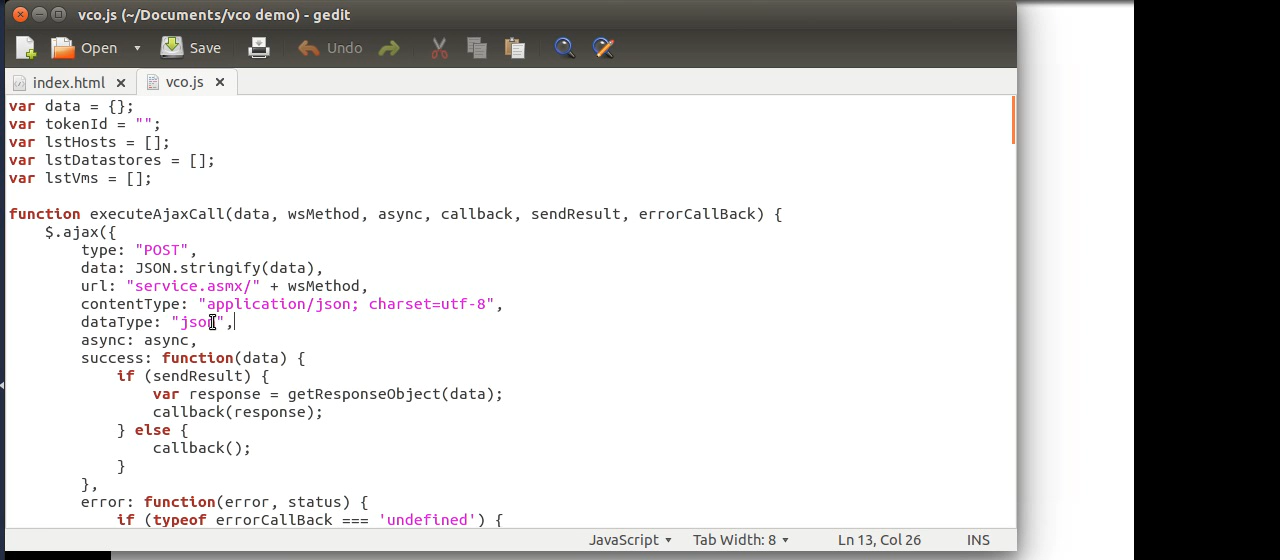 vco.js (~/Documents/vco demo) - gedit
Open Save Undo
index.html vco.js
var data = {};
var tokenId = "";
var lstHosts = [];
var lstDatastores = [];
var lstVms = [];
function executeAjaxCall(data, wsMethod, async, callback, sendResult, errorCallBack) {
$.ajax({
type: "POST",
data: JSON.stringify(data),
url: "service.asmx/" + wsMethod,
contentType: "application/json; charset=utf-8",
dataType: "json",
async: async,
success: function(data) {
if (sendResult) {
var response = getResponseObject(data);
callback(response);
} else {
callback();
}
},
error: function(error, status) {
if (typeof errorCallBack === 'undefined') {
JavaScript Tab Width: 8 Ln 13, Col 26 INS